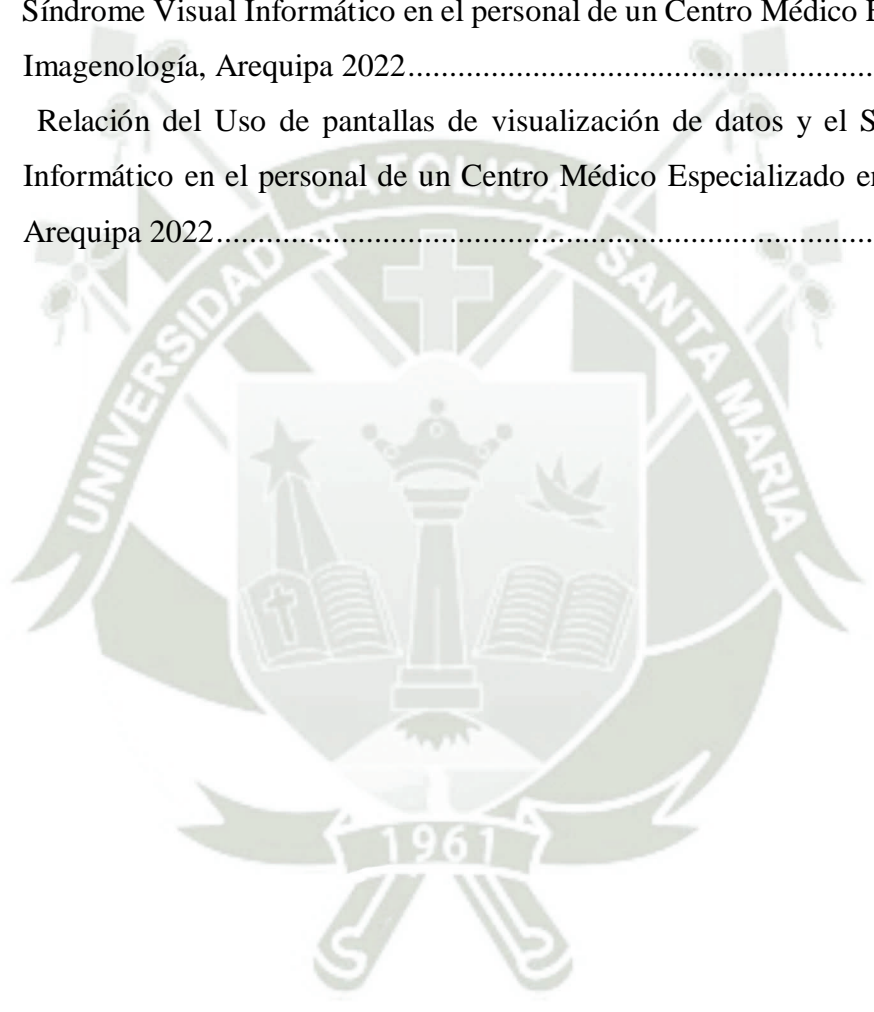 Síndrome Visual Informático en el personal de un Centro Médico
Imagenología, Arequipa 2022....................................................................
Relación del Uso de pantallas de visualización de datos y el
Informático en el personal de un Centro Médico Especializado
Arequipa 2022....................................................................................
UNIVERSIDAD CATOLICA SANTA MARIA
1961